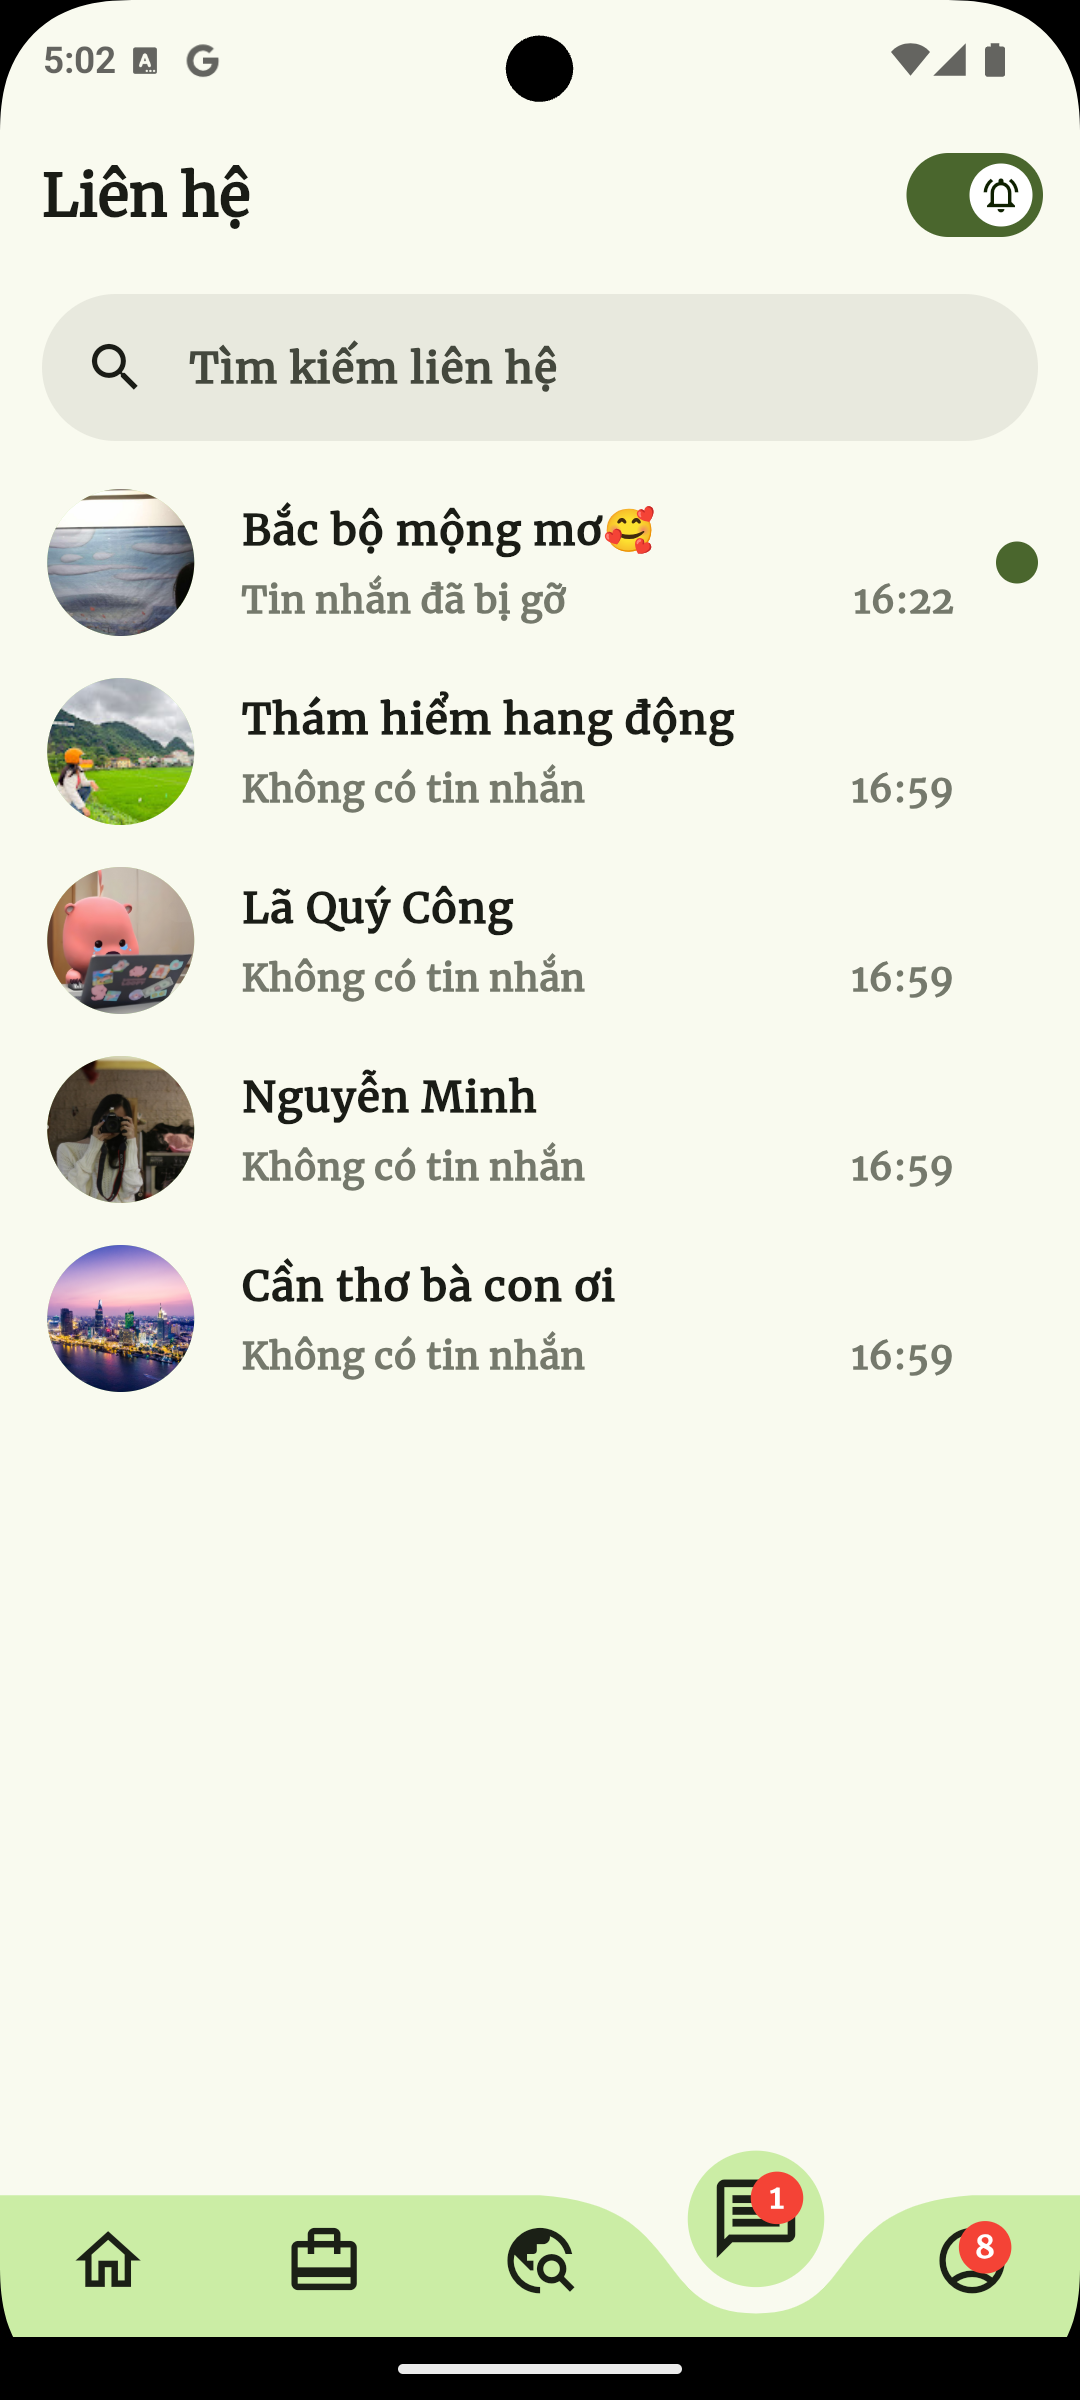 5:02
Liên hệ
Tìm kiếm liên hệ
Bắc bộ mộng mơ🥰
Tin nhắn đã bị gỡ 16:22
Thám hiểm hang động
Không có tin nhắn 16:59
Lã Quý Công
Không có tin nhắn 16:59
Nguyễn Minh
Không có tin nhắn 16:59
Cần thơ bà con ơi
Không có tin nhắn 16:59
1
8